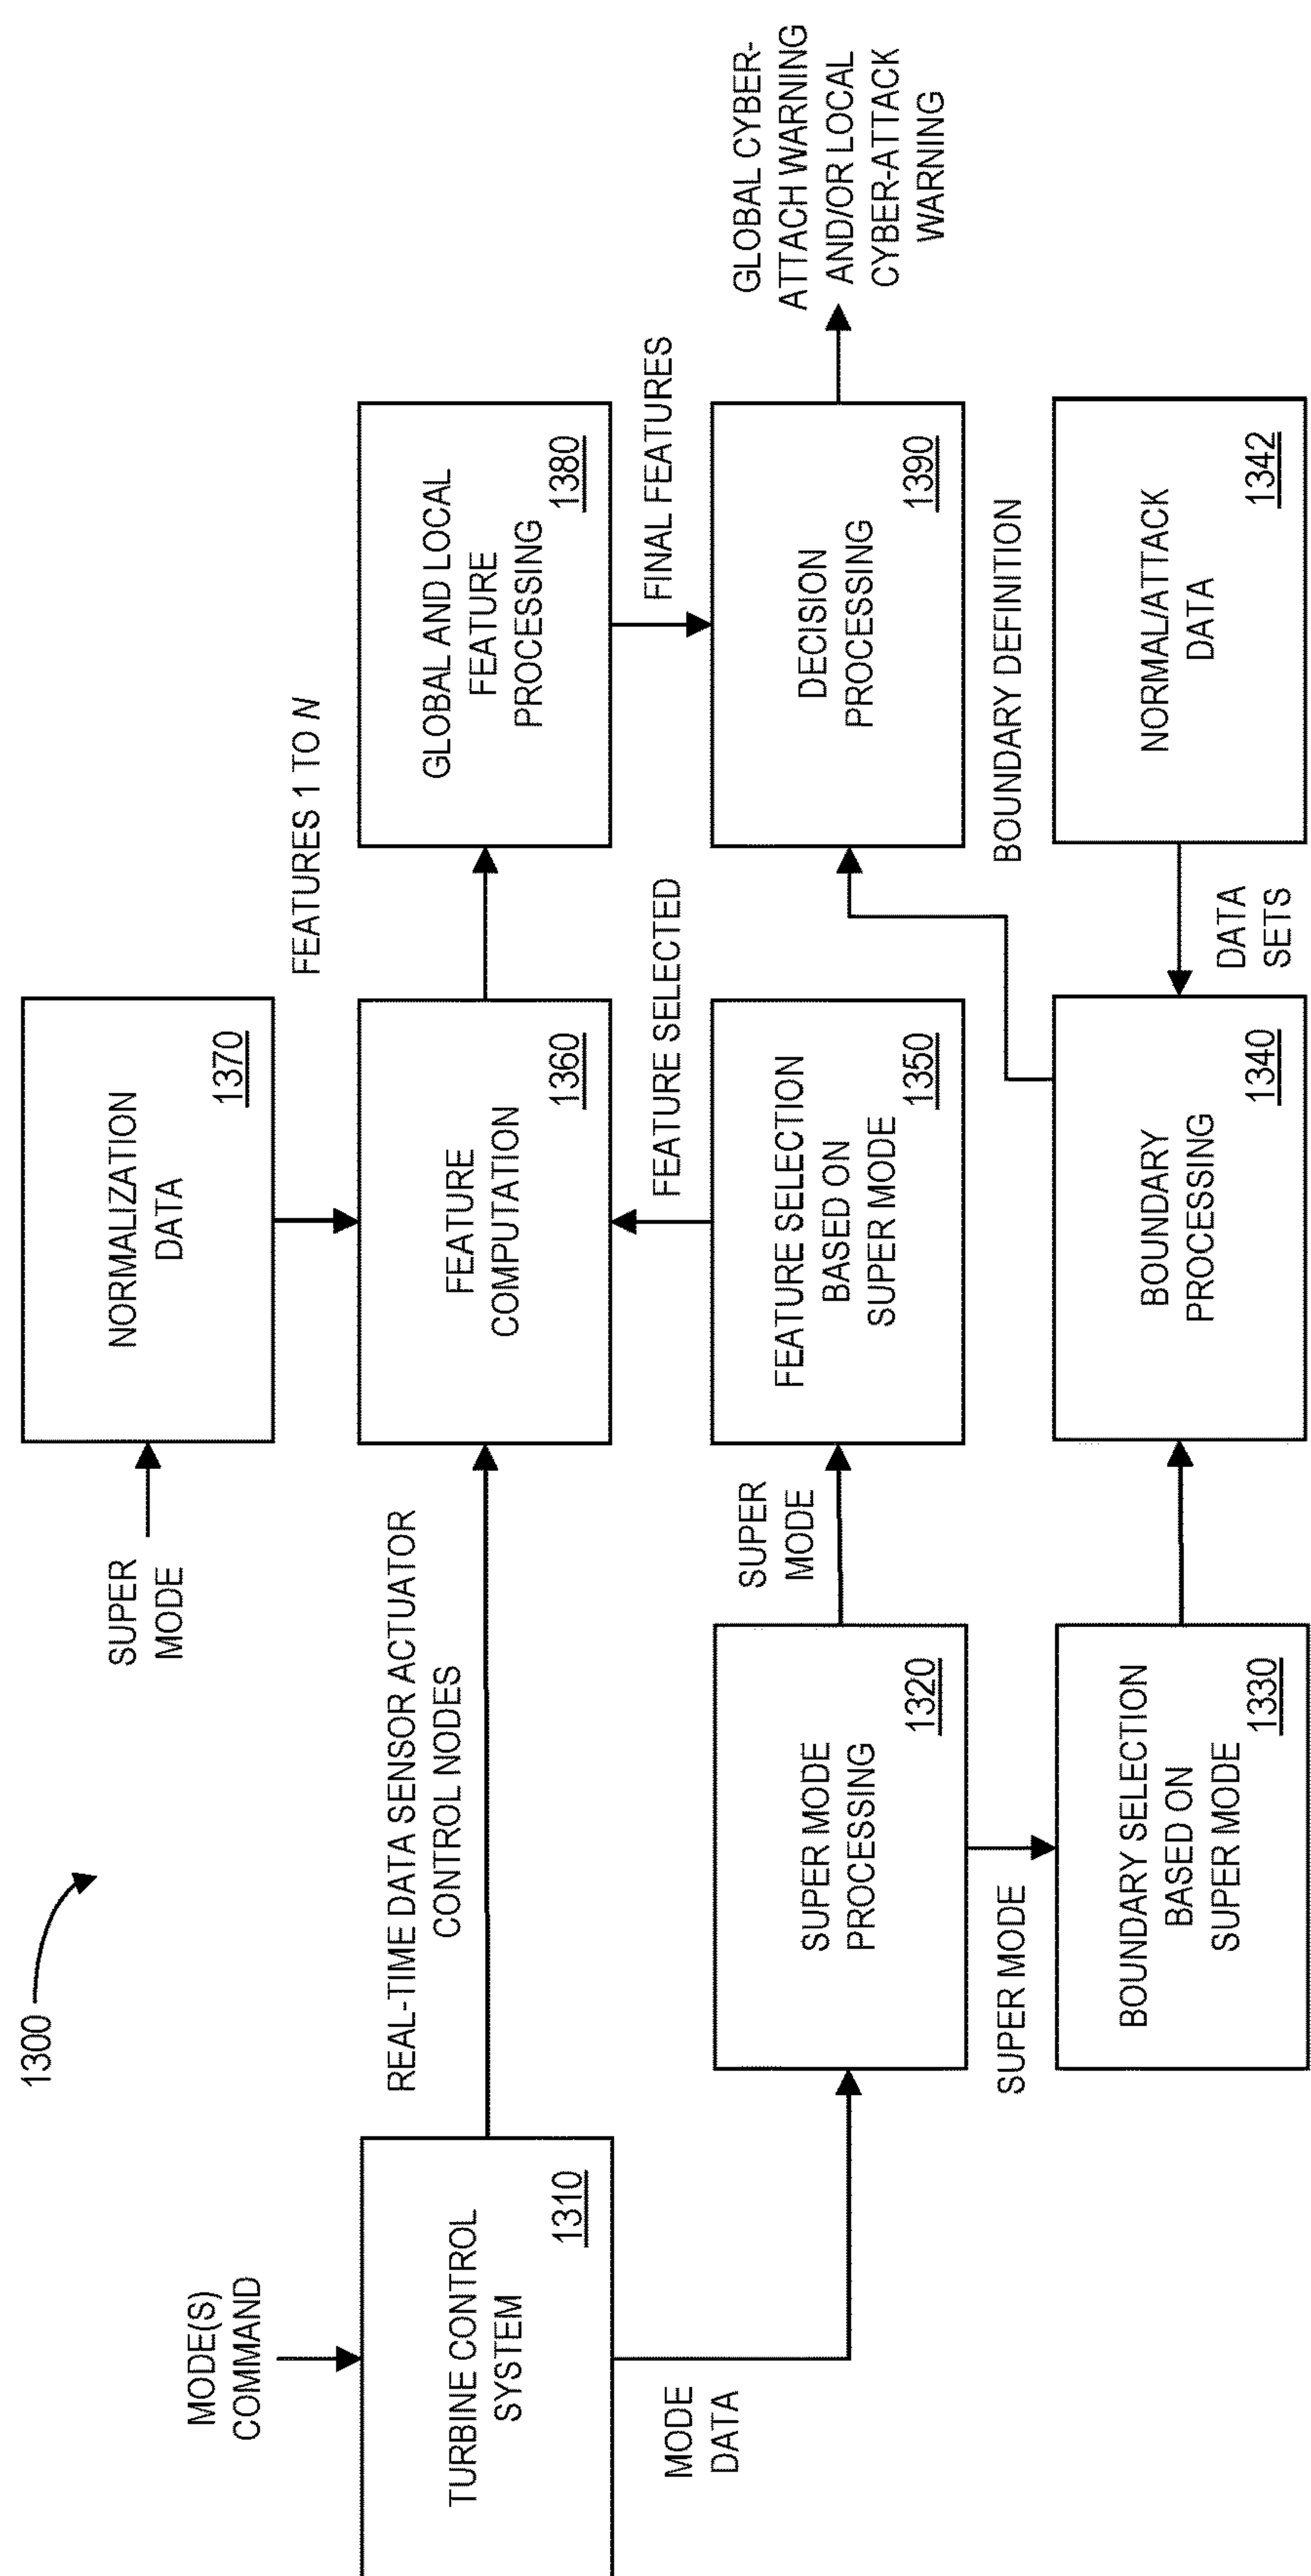 1300
MODE(S)
COMMAND
TURBINE CONTROL
SYSTEM
1310
MODE
DATA
REAL-TIME DATA SENSOR ACTUATOR
CONTROL NODES
SUPER
MODE
NORMALIZATION
DATA
1370
FEATURES 1 TO N
FEATURE
COMPUTATION
1360
GLOBAL AND LOCAL
FEATURE
PROCESSING
1380
FEATURE SELECTED
FINAL FEATURES
SUPER MODE
PROCESSING
1320
SUPER
MODE
FEATURE SELECTION
BASED ON
SUPER MODE
1350
DECISION
PROCESSING
1390
GLOBAL CYBER-
ATTACH WARNING
AND/OR LOCAL
CYBER-ATTACK
WARNING
SUPER MODE
BOUNDARY DEFINITION
BOUNDARY SELECTION
BASED ON
SUPER MODE
1330
BOUNDARY
PROCESSING
1340
DATA
SETS
NORMAL/ATTACK
DATA
1342